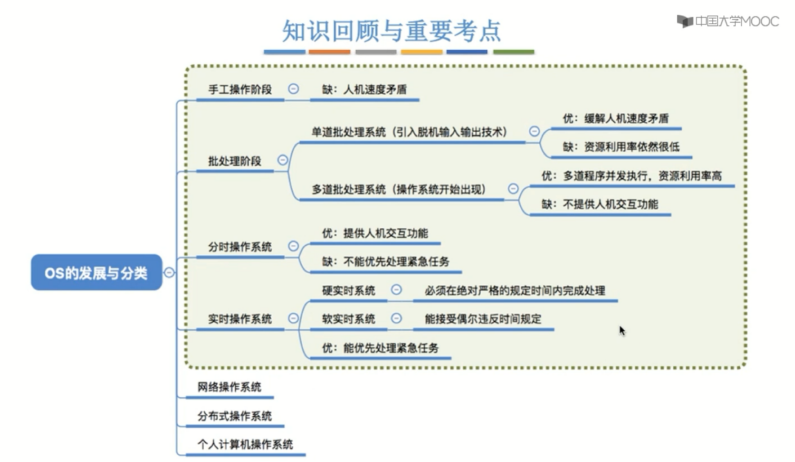 知识回顾与重要考点
中国大学MOOC
手工操作阶段
缺：人机速度矛盾
批处理阶段
单道批处理系统（引入脱机输入输出技术）
优：缓解人机速度矛盾
缺：资源利用率依然很低
多道批处理系统（操作系统开始出现）
优：多道程序并发执行，资源利用率高
缺：不提供人机交互功能
OS的发展与分类
分时操作系统
优：提供人机交互功能
缺：不能优先处理紧急任务
实时操作系统
硬实时系统
必须在绝对严格的规定时间内完成处理
软实时系统
能接受偶尔违反时间规定
优：能优先处理紧急任务
网络操作系统
分布式操作系统
个人计算机操作系统